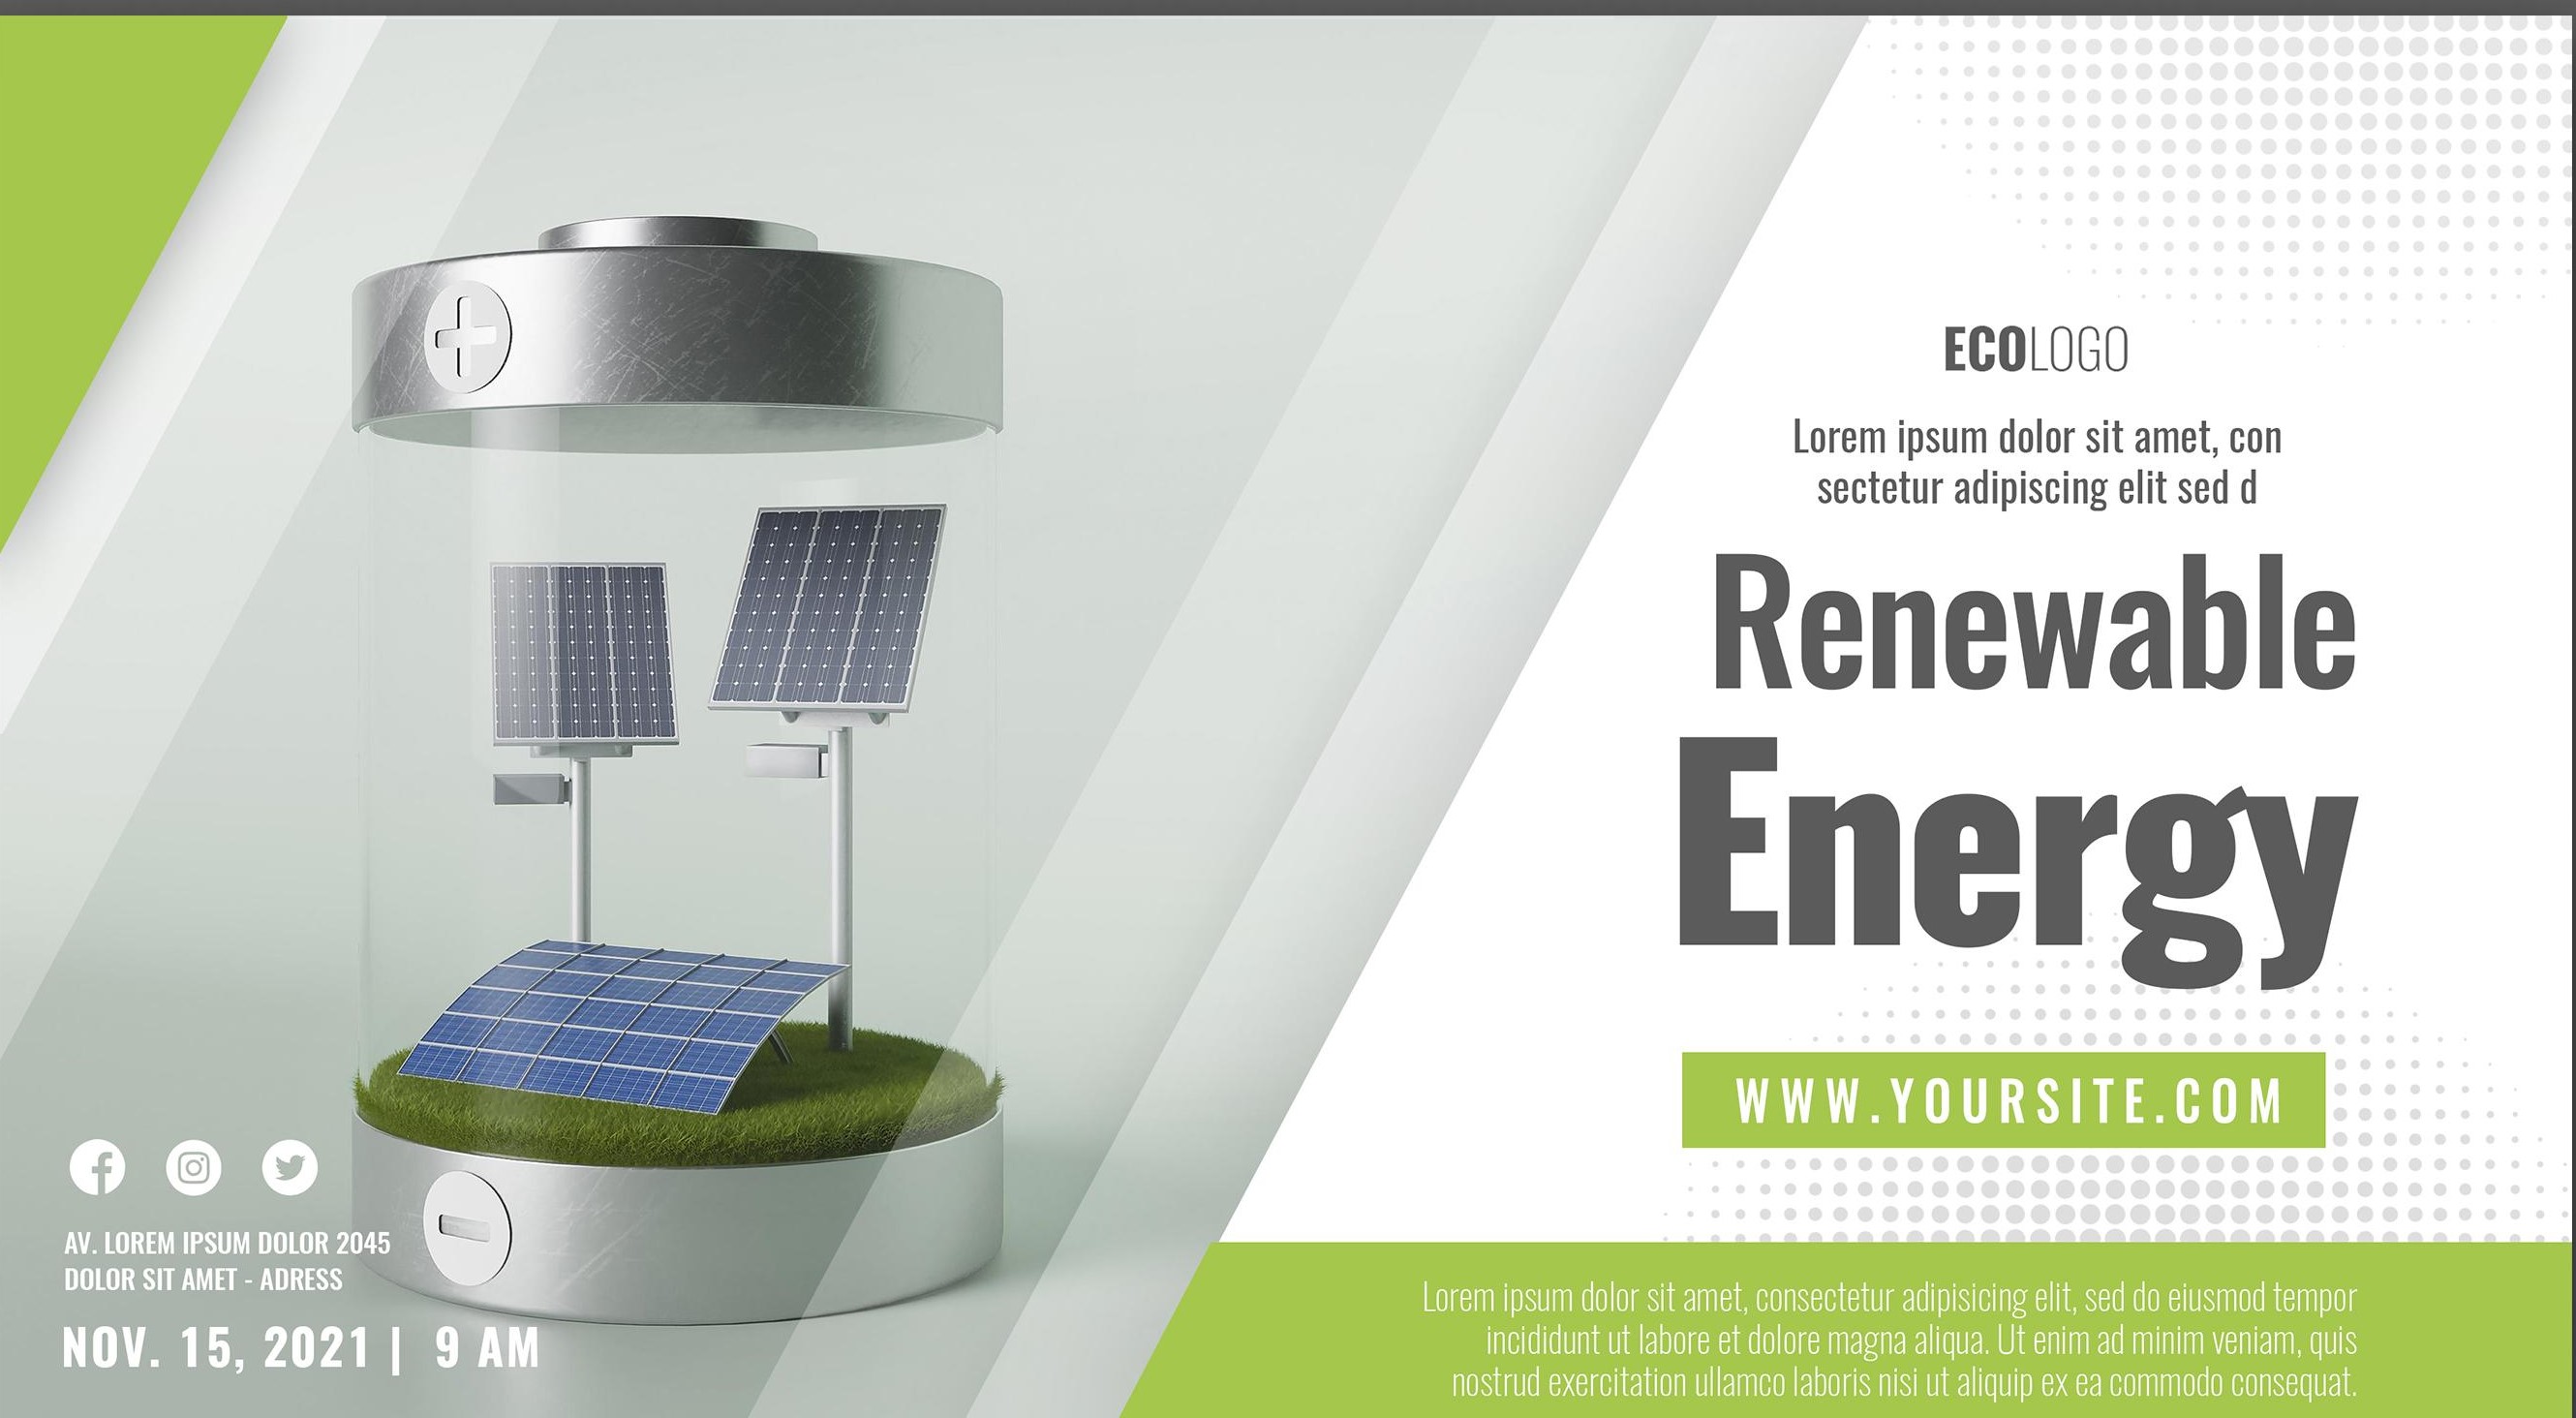 ECOLOGO
Lorem ipsum dolor sit amet, con
sectetur adipiscing elit sed d
Renewable
Energy
WWW.YOURSITE.COM
AV. LOREM IPSUM DOLOR 2045
DOLOR SIT AMET - ADRESS
NOV. 15, 2021 | 9 AM
Lorem ipsum dolor sit amet, consectetur adipisicing elit, sed do eiusmod tempor
incididunt ut labore et dolore magna aliqua. Ut enim ad minim veniam, quis
nostrud exercitation ullamco laboris nisi ut aliquip ex ea commodo consequat.